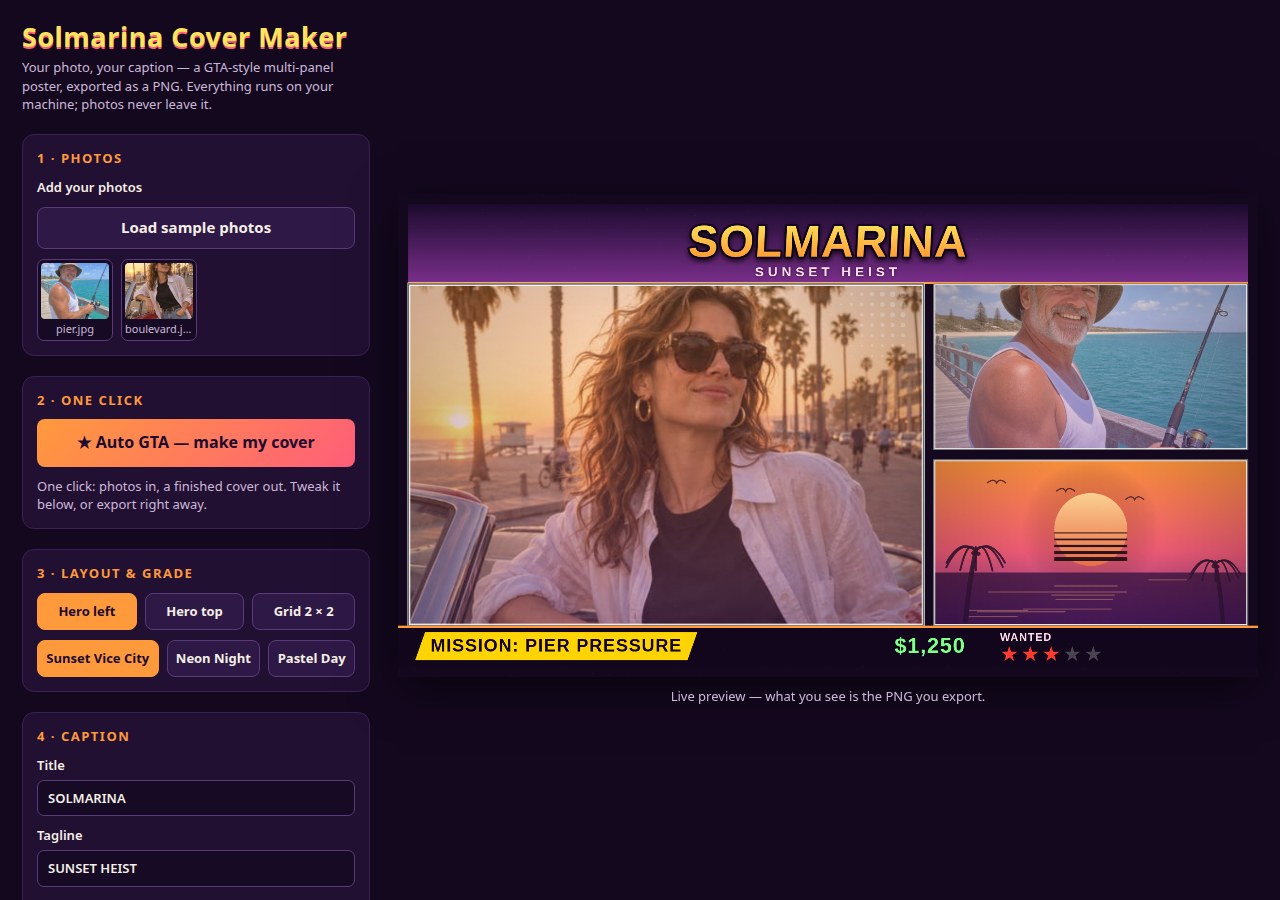 Solmarina Cover Maker
Your photo, your caption — a GTA-style multi-panel
poster, exported as a PNG. Everything runs on your
machine; photos never leave it.
1 · PHOTOS
Add your photos
Load sample photos
pier.jpg
boulevard.j...
2 · ONE CLICK
★ Auto GTA — make my cover
One click: photos in, a finished cover out. Tweak it
below, or export right away.
3 · LAYOUT & GRADE
Hero left
Hero top
Grid 2 × 2
Sunset Vice City
Neon Night
Pastel Day
4 · CAPTION
Title
SOLMARINA
Tagline
SUNSET HEIST
SOLMARINA
SUNSET HEIST
MISSION: PIER PRESSURE
$1,250
WANTED
★★★★★
Live preview — what you see is the PNG you export.